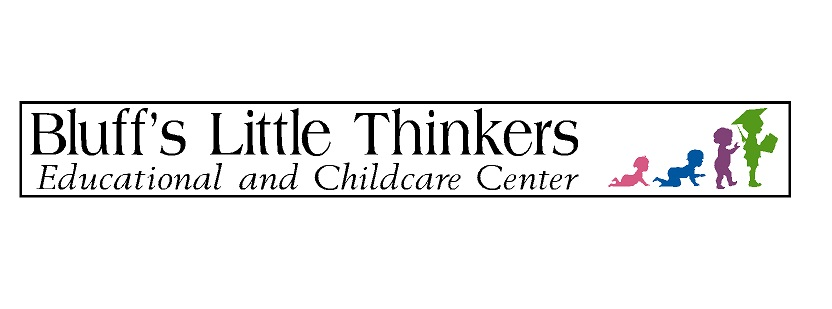 Bluff's Little Thinkers
Educational and Childcare Center